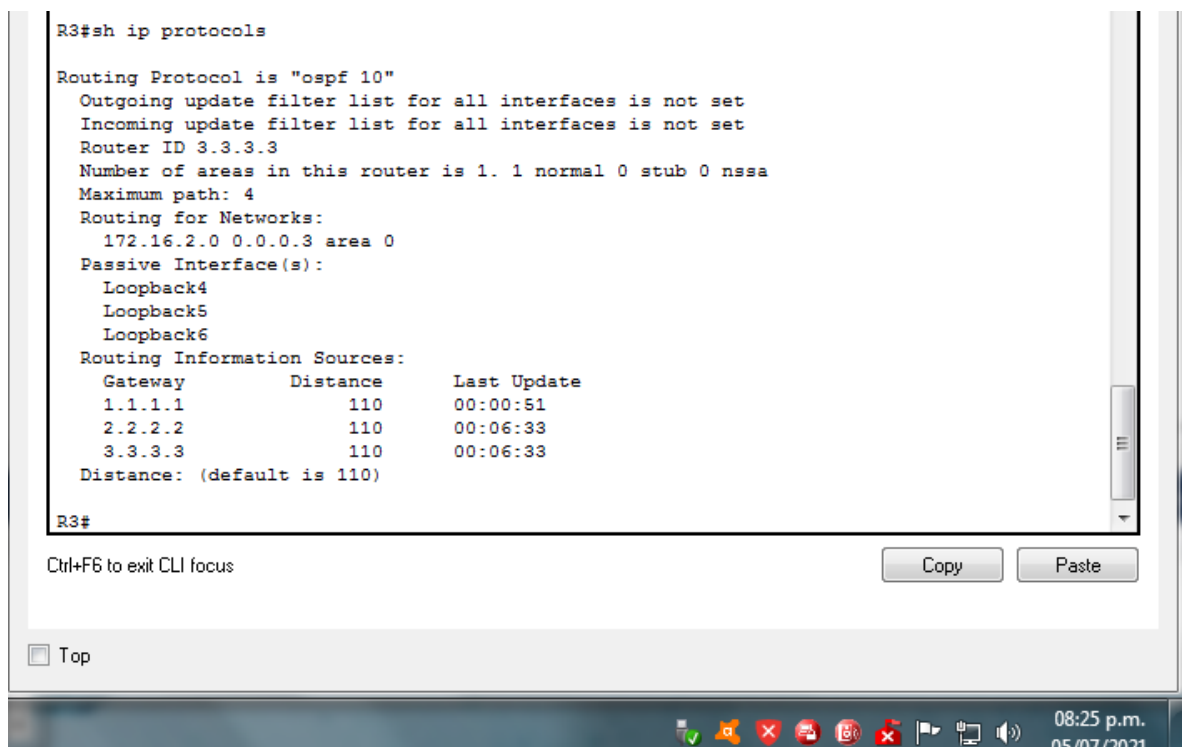 R3#sh ip protocols
Routing Protocol is "ospf 10"
Outgoing update filter list for all interfaces is not set
Incoming update filter list for all interfaces is not set
Router ID 3.3.3.3
Number of areas in this router is 1. 1 normal 0 stub 0 nssa
Maximum path: 4
Routing for Networks:
172.16.2.0 0.0.0.3 area 0
Passive Interface(s):
Loopback4
Loopback5
Loopback6
Routing Information Sources:
Gateway Distance Last Update
1.1.1.1 110 00:00:51
2.2.2.2 110 00:06:33
3.3.3.3 110 00:06:33
Distance: (default is 110)
R3#
Ctrl+F6 to exit CLI focus Copy Paste
Top
08:25 p.m.
05/07/2021